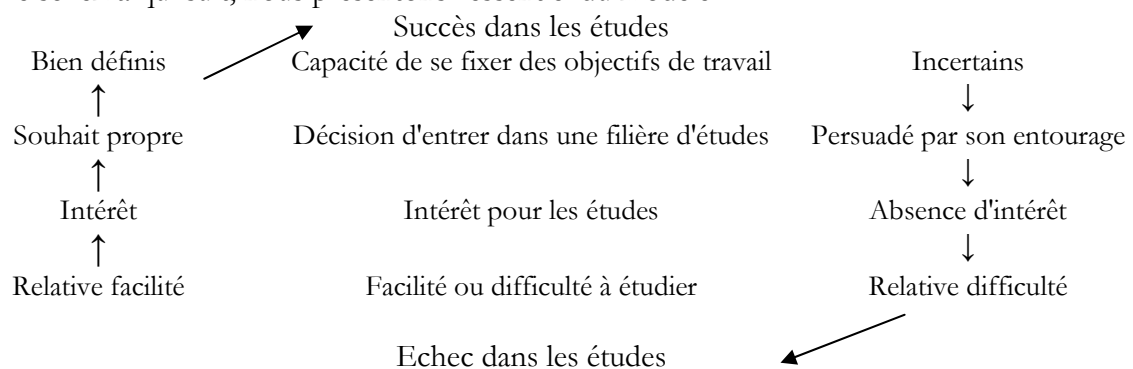 Succès dans les études
Bien définis Capacité de se fixer des objectifs de travail Incertains
↑ ↓
Souhait propre Décision d'entrer dans une filière d'études Persuadé par son entourage
↑ ↓
Intérêt Intérêt pour les études Absence d'intérêt
↑ ↓
Relative facilité Facilité ou difficulté à étudier Relative difficulté
Echec dans les études